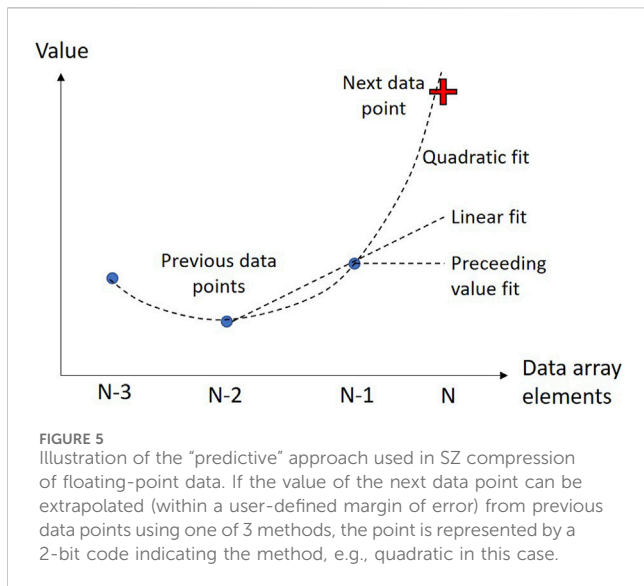 Value
Next data
point
Quadratic fit
Linear fit
Previous data
points
Preceeding
value fit
N-3
N-2
N-1
N
Data array
elements
FIGURE 5
Illustration of the “predictive” approach used in SZ compression
of floating-point data. If the value of the next data point can be
extrapolated (within a user-defined margin of error) from previous
data points using one of 3 methods, the point is represented by a
2-bit code indicating the method, e.g., quadratic in this case.